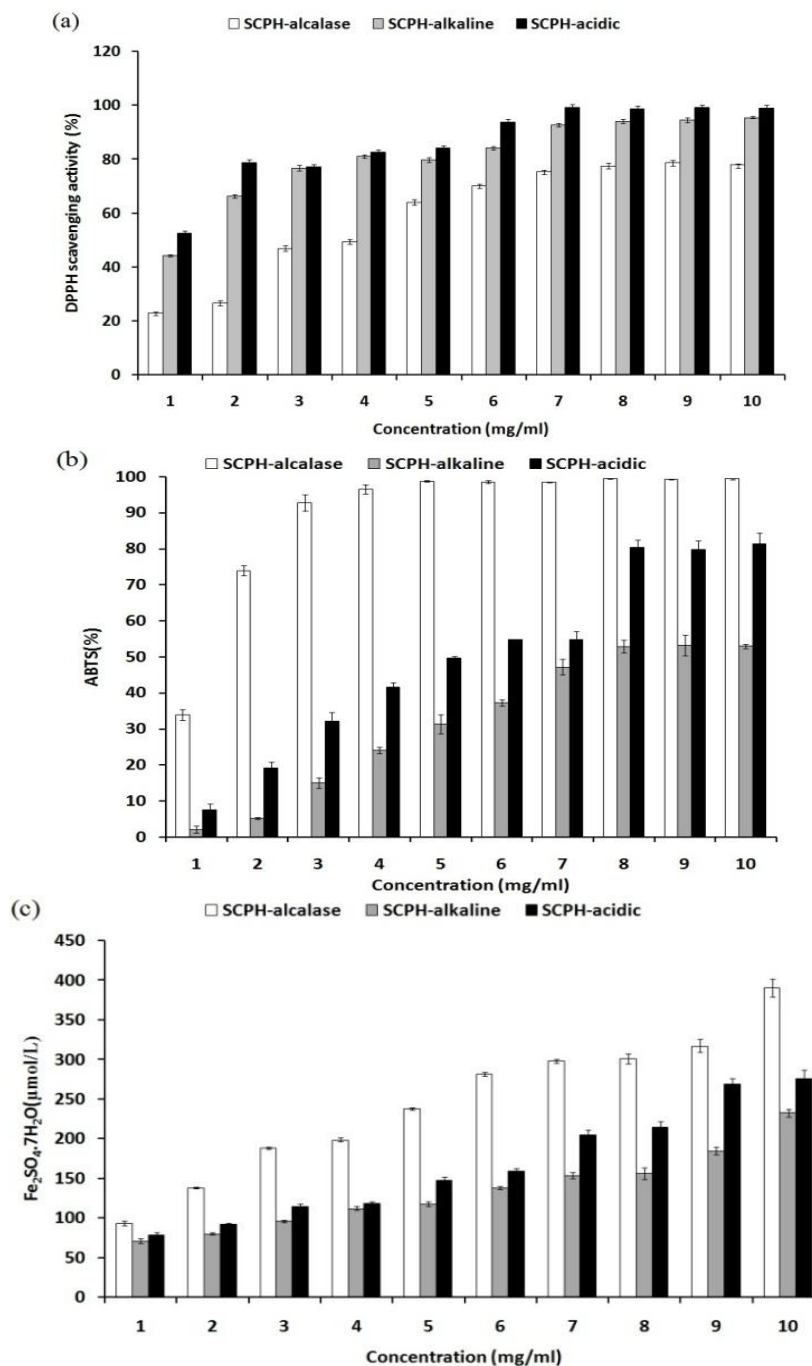 (a)
SCPH-alcalase SCPH-alkaline SCPH-acidic
DPPH scavenging activity (%)
120
100
80
60
40
20
0
1 2 3 4 5 6 7 8 9 10
Concentration (mg/ml)
(b)
SCPH-alcalase SCPH-alkaline SCPH-acidic
ABTS(%)
100
90
80
70
60
50
40
30
20
10
0
1 2 3 4 5 6 7 8 9 10
Concentration (mg/ml)
(c)
SCPH-alcalase SCPH-alkaline SCPH-acidic
Fe₂SO₄.7H₂O(µmol/L)
450
400
350
300
250
200
150
100
50
0
1 2 3 4 5 6 7 8 9 10
Concentration (mg/ml)